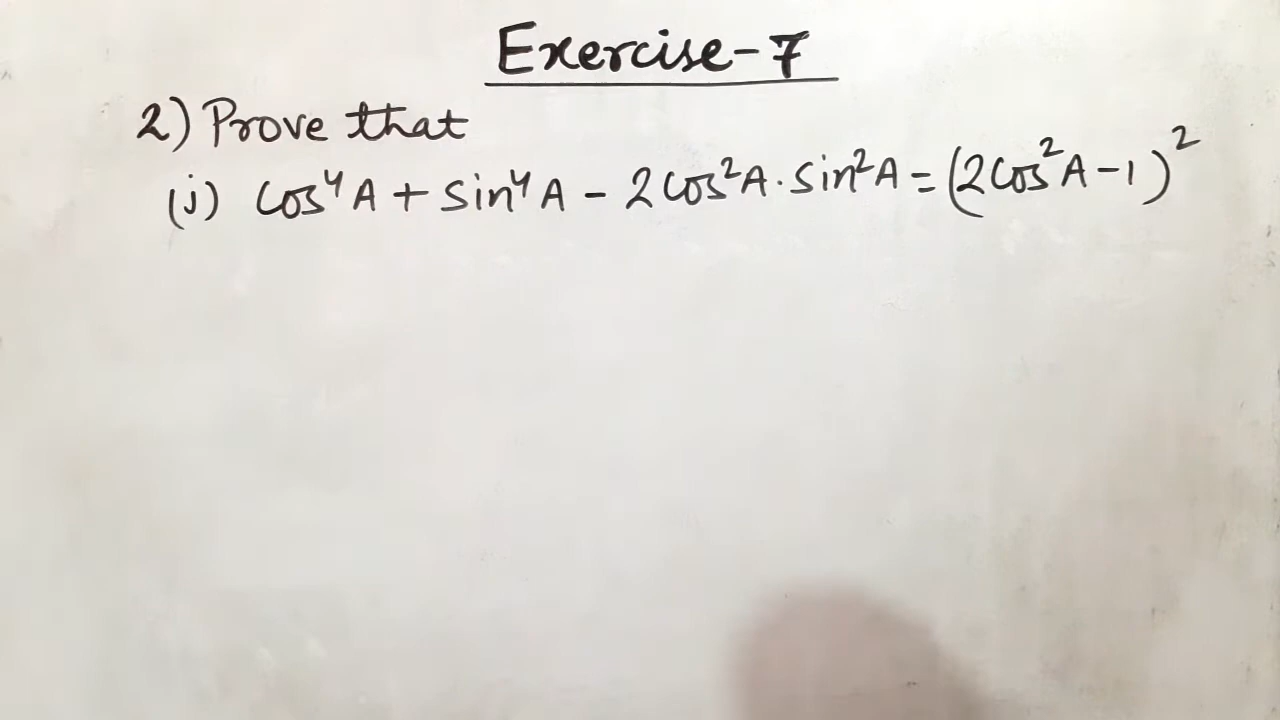 Exercise-7
2) Prove that
(j) cos⁴A + sin⁴A - 2cos²A·sin²A = (2cos²A-1)²